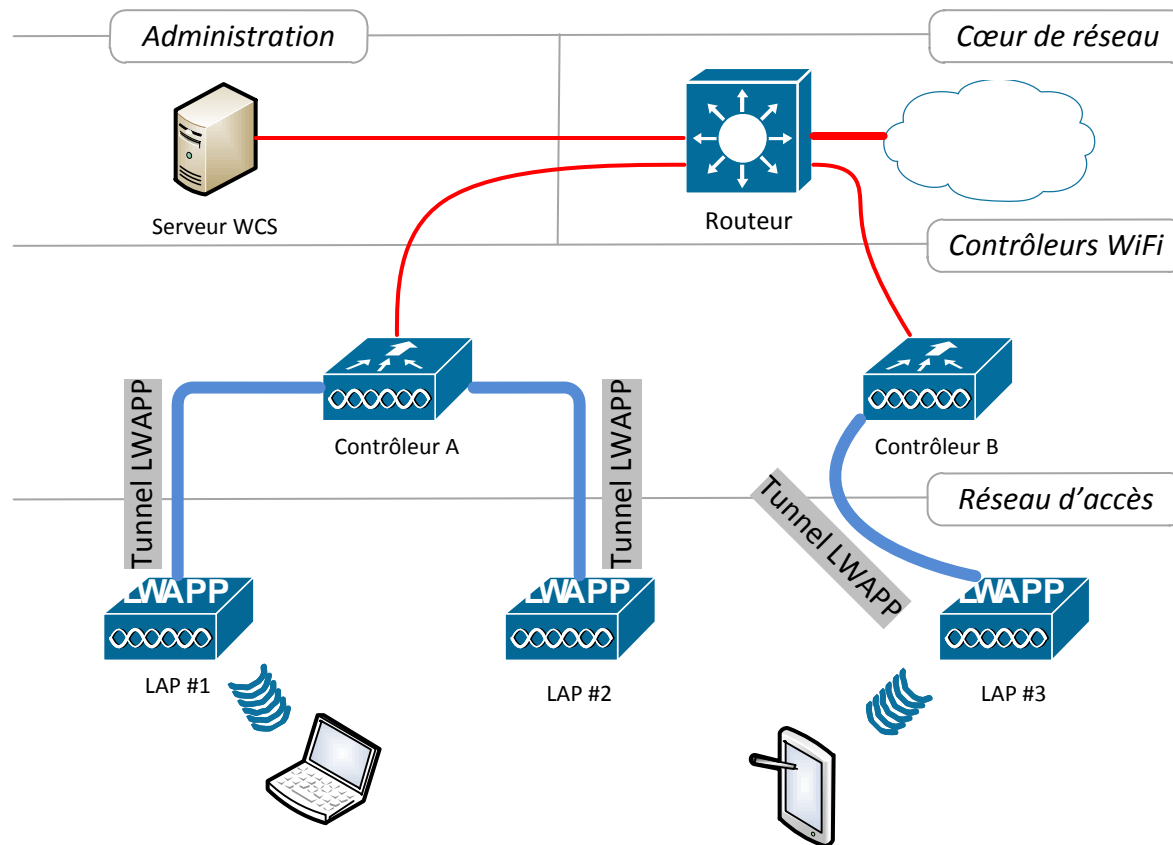 Administration
Cœur de réseau
Serveur WCS
Routeur
Contrôleurs WiFi
Contrôleur A
Contrôleur B
Tunnel LWAPP
Tunnel LWAPP
Tunnel LWAPP
Réseau d'accès
LWAPP
LWAPP
LWAPP
LAP #1
LAP #2
LAP #3